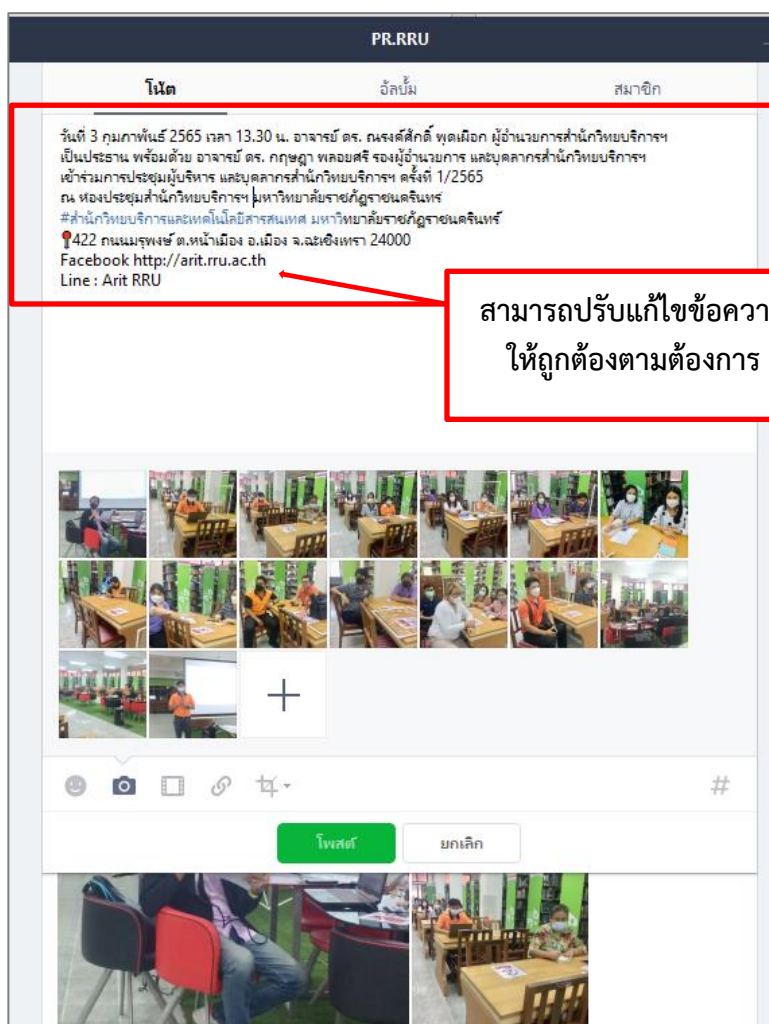 PR.RRU
โน้ต
อัลบั้ม
สมาชิก
วันที่ 3 กุมภาพันธ์ 2565 เวลา 13.30 น. อาจารย์ ดร. ณรงค์ศักดิ์ พุดเผือก ผู้อำนวยการสำนักวิทยบริการฯ
เป็นประธาน พร้อมด้วย อาจารย์ ดร. กฤษฎา พลอยศรี รองผู้อำนวยการ และบุคลากรสำนักวิทยบริการฯ
เข้าร่วมการประชุมผู้บริหาร และบุคลากรสำนักวิทยบริการฯ ครั้งที่ 1/2565
ณ ห้องประชุมสำนักวิทยบริการฯ มหาวิทยาลัยราชภัฏราชนครินทร์
#สำนักวิทยบริการและเทคโนโลยีสารสนเทศ มหาวิทยาลัยราชภัฏราชนครินทร์
422 ถนนมรุพงษ์ ต.หน้าเมือง อ.เมือง จ.ฉะเชิงเทรา 24000
Facebook http://arit.rru.ac.th
Line : Arit RRU
สามารถปรับแก้ไขข้อควา
ให้ถูกต้องตามต้องการ
โพสต์
ยกเลิก